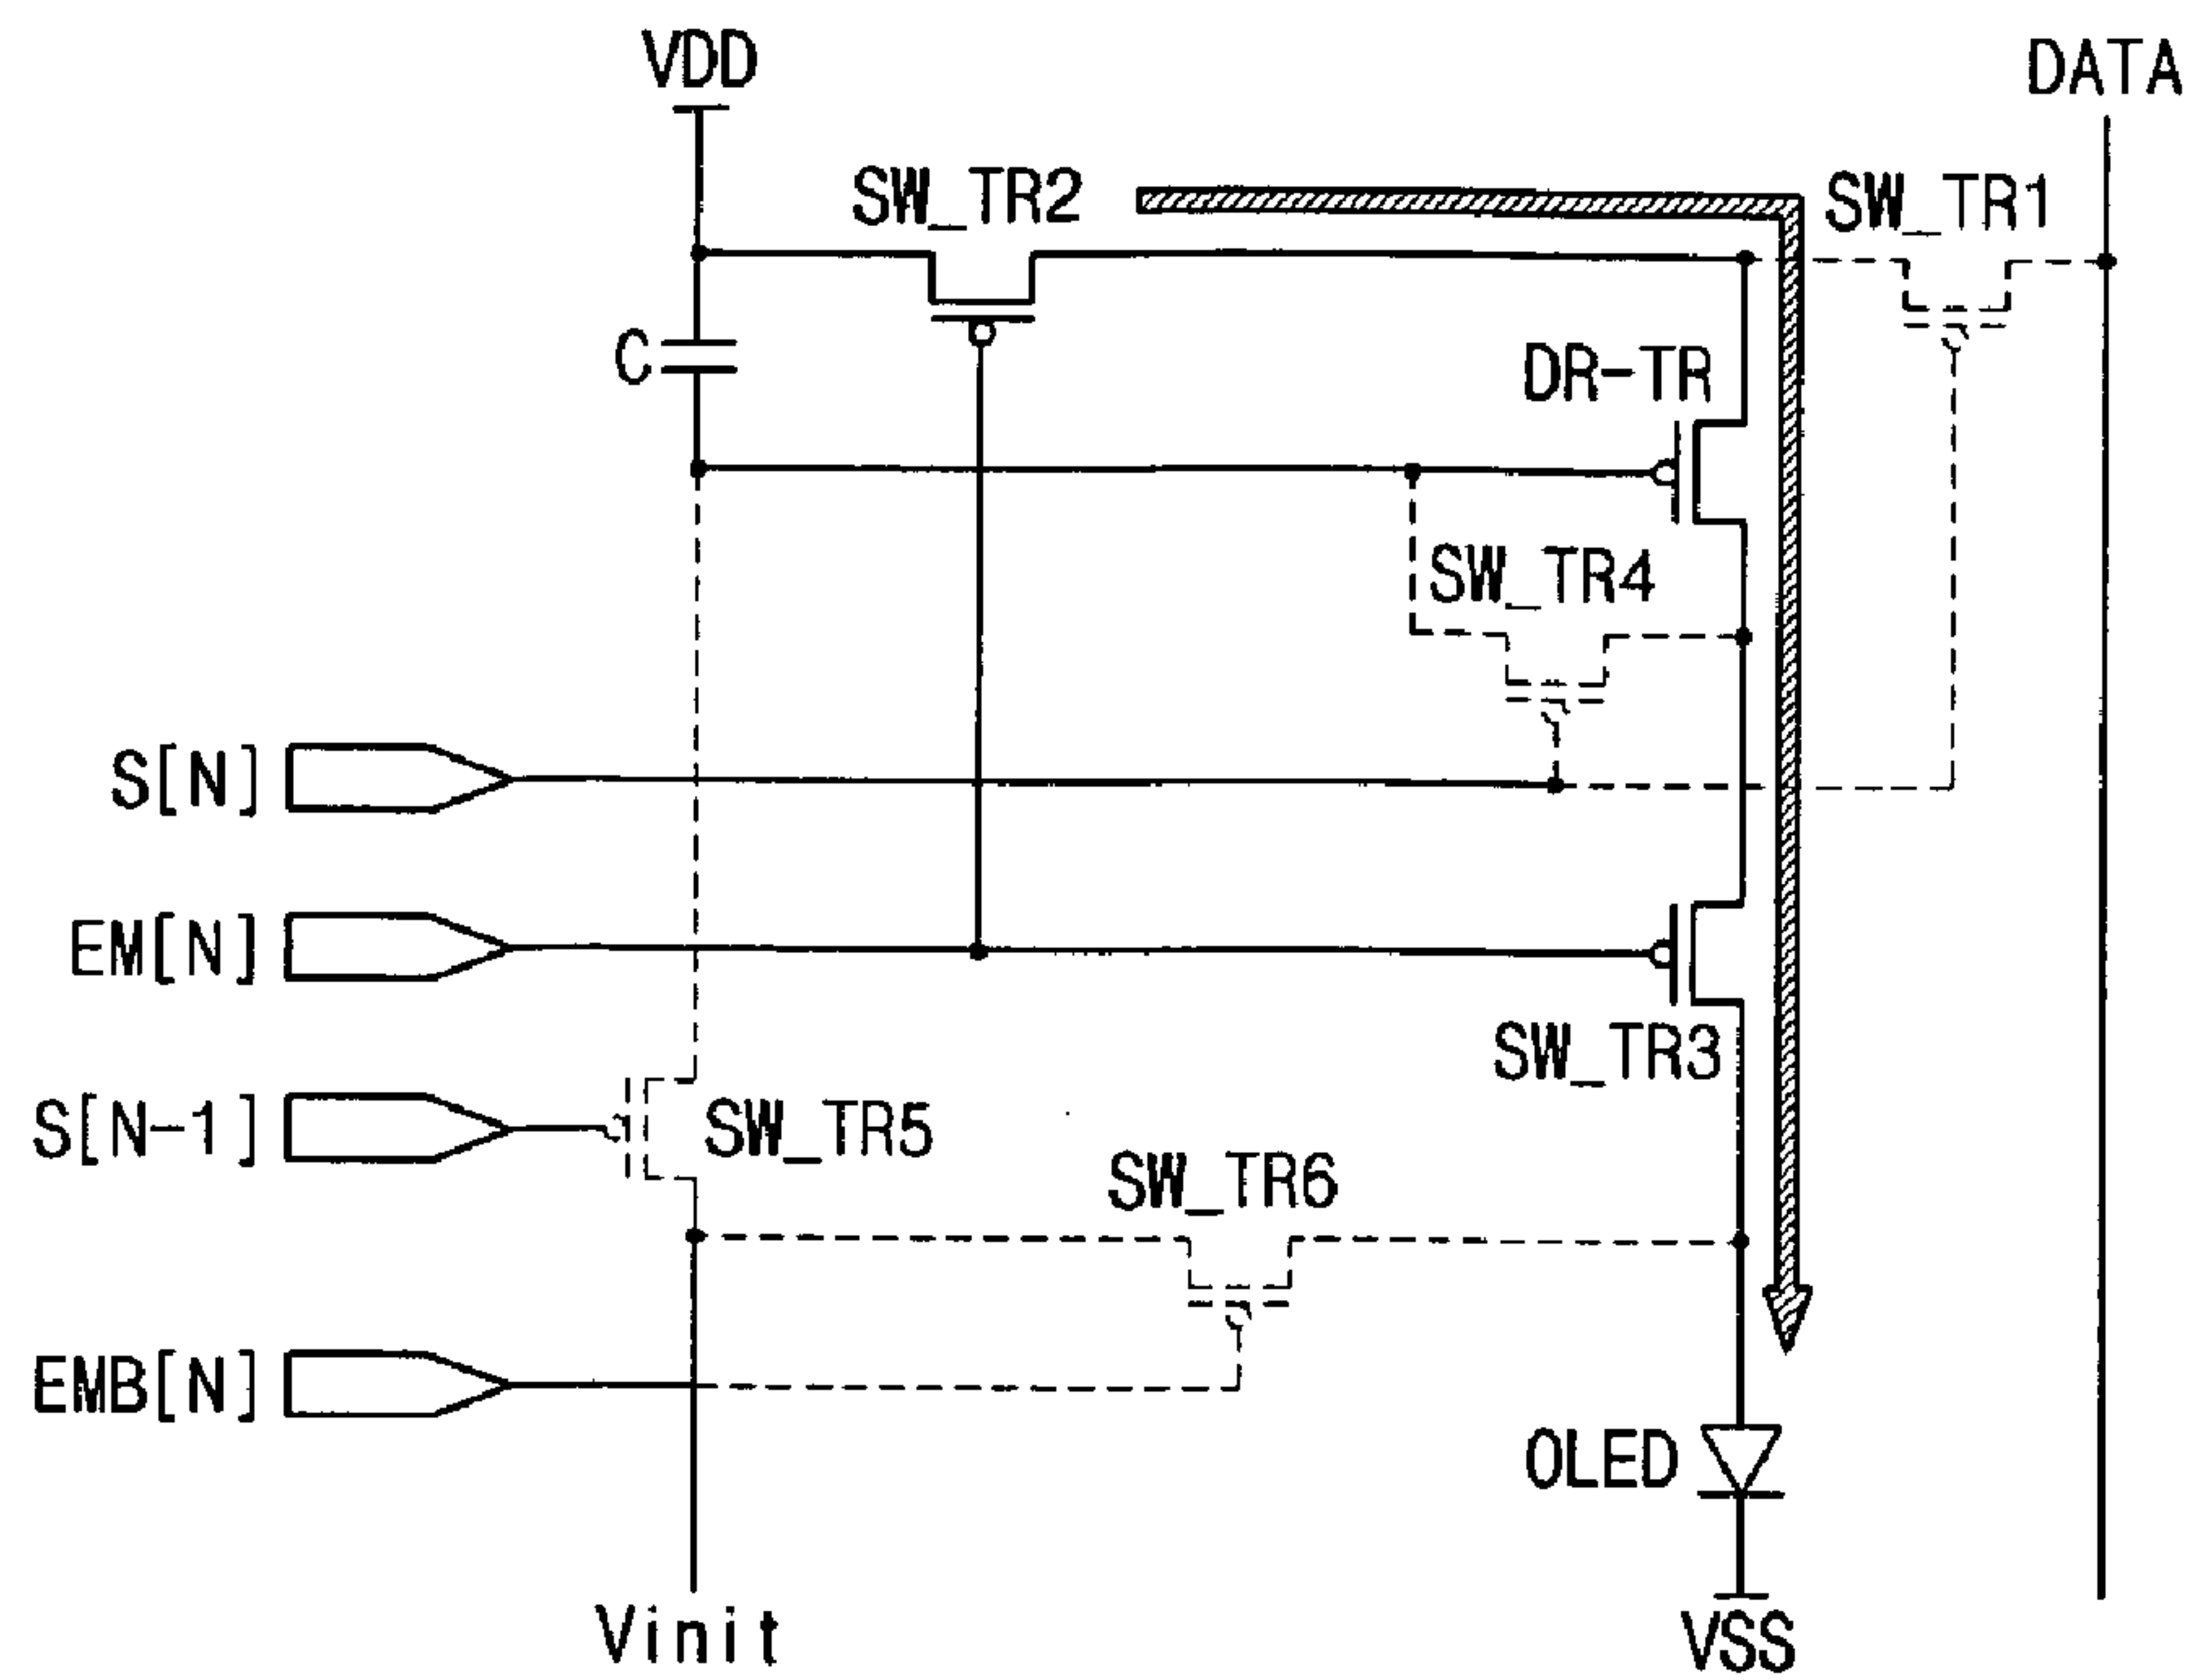 VDD
DATA
SW_TR2
SW_TR1
C
DR-TR
SW_TR4
S[N]
EM[N]
SW_TR3
S[N-1]
SW_TR5
SW_TR6
EMB[N]
OLED
Vinit
VSS